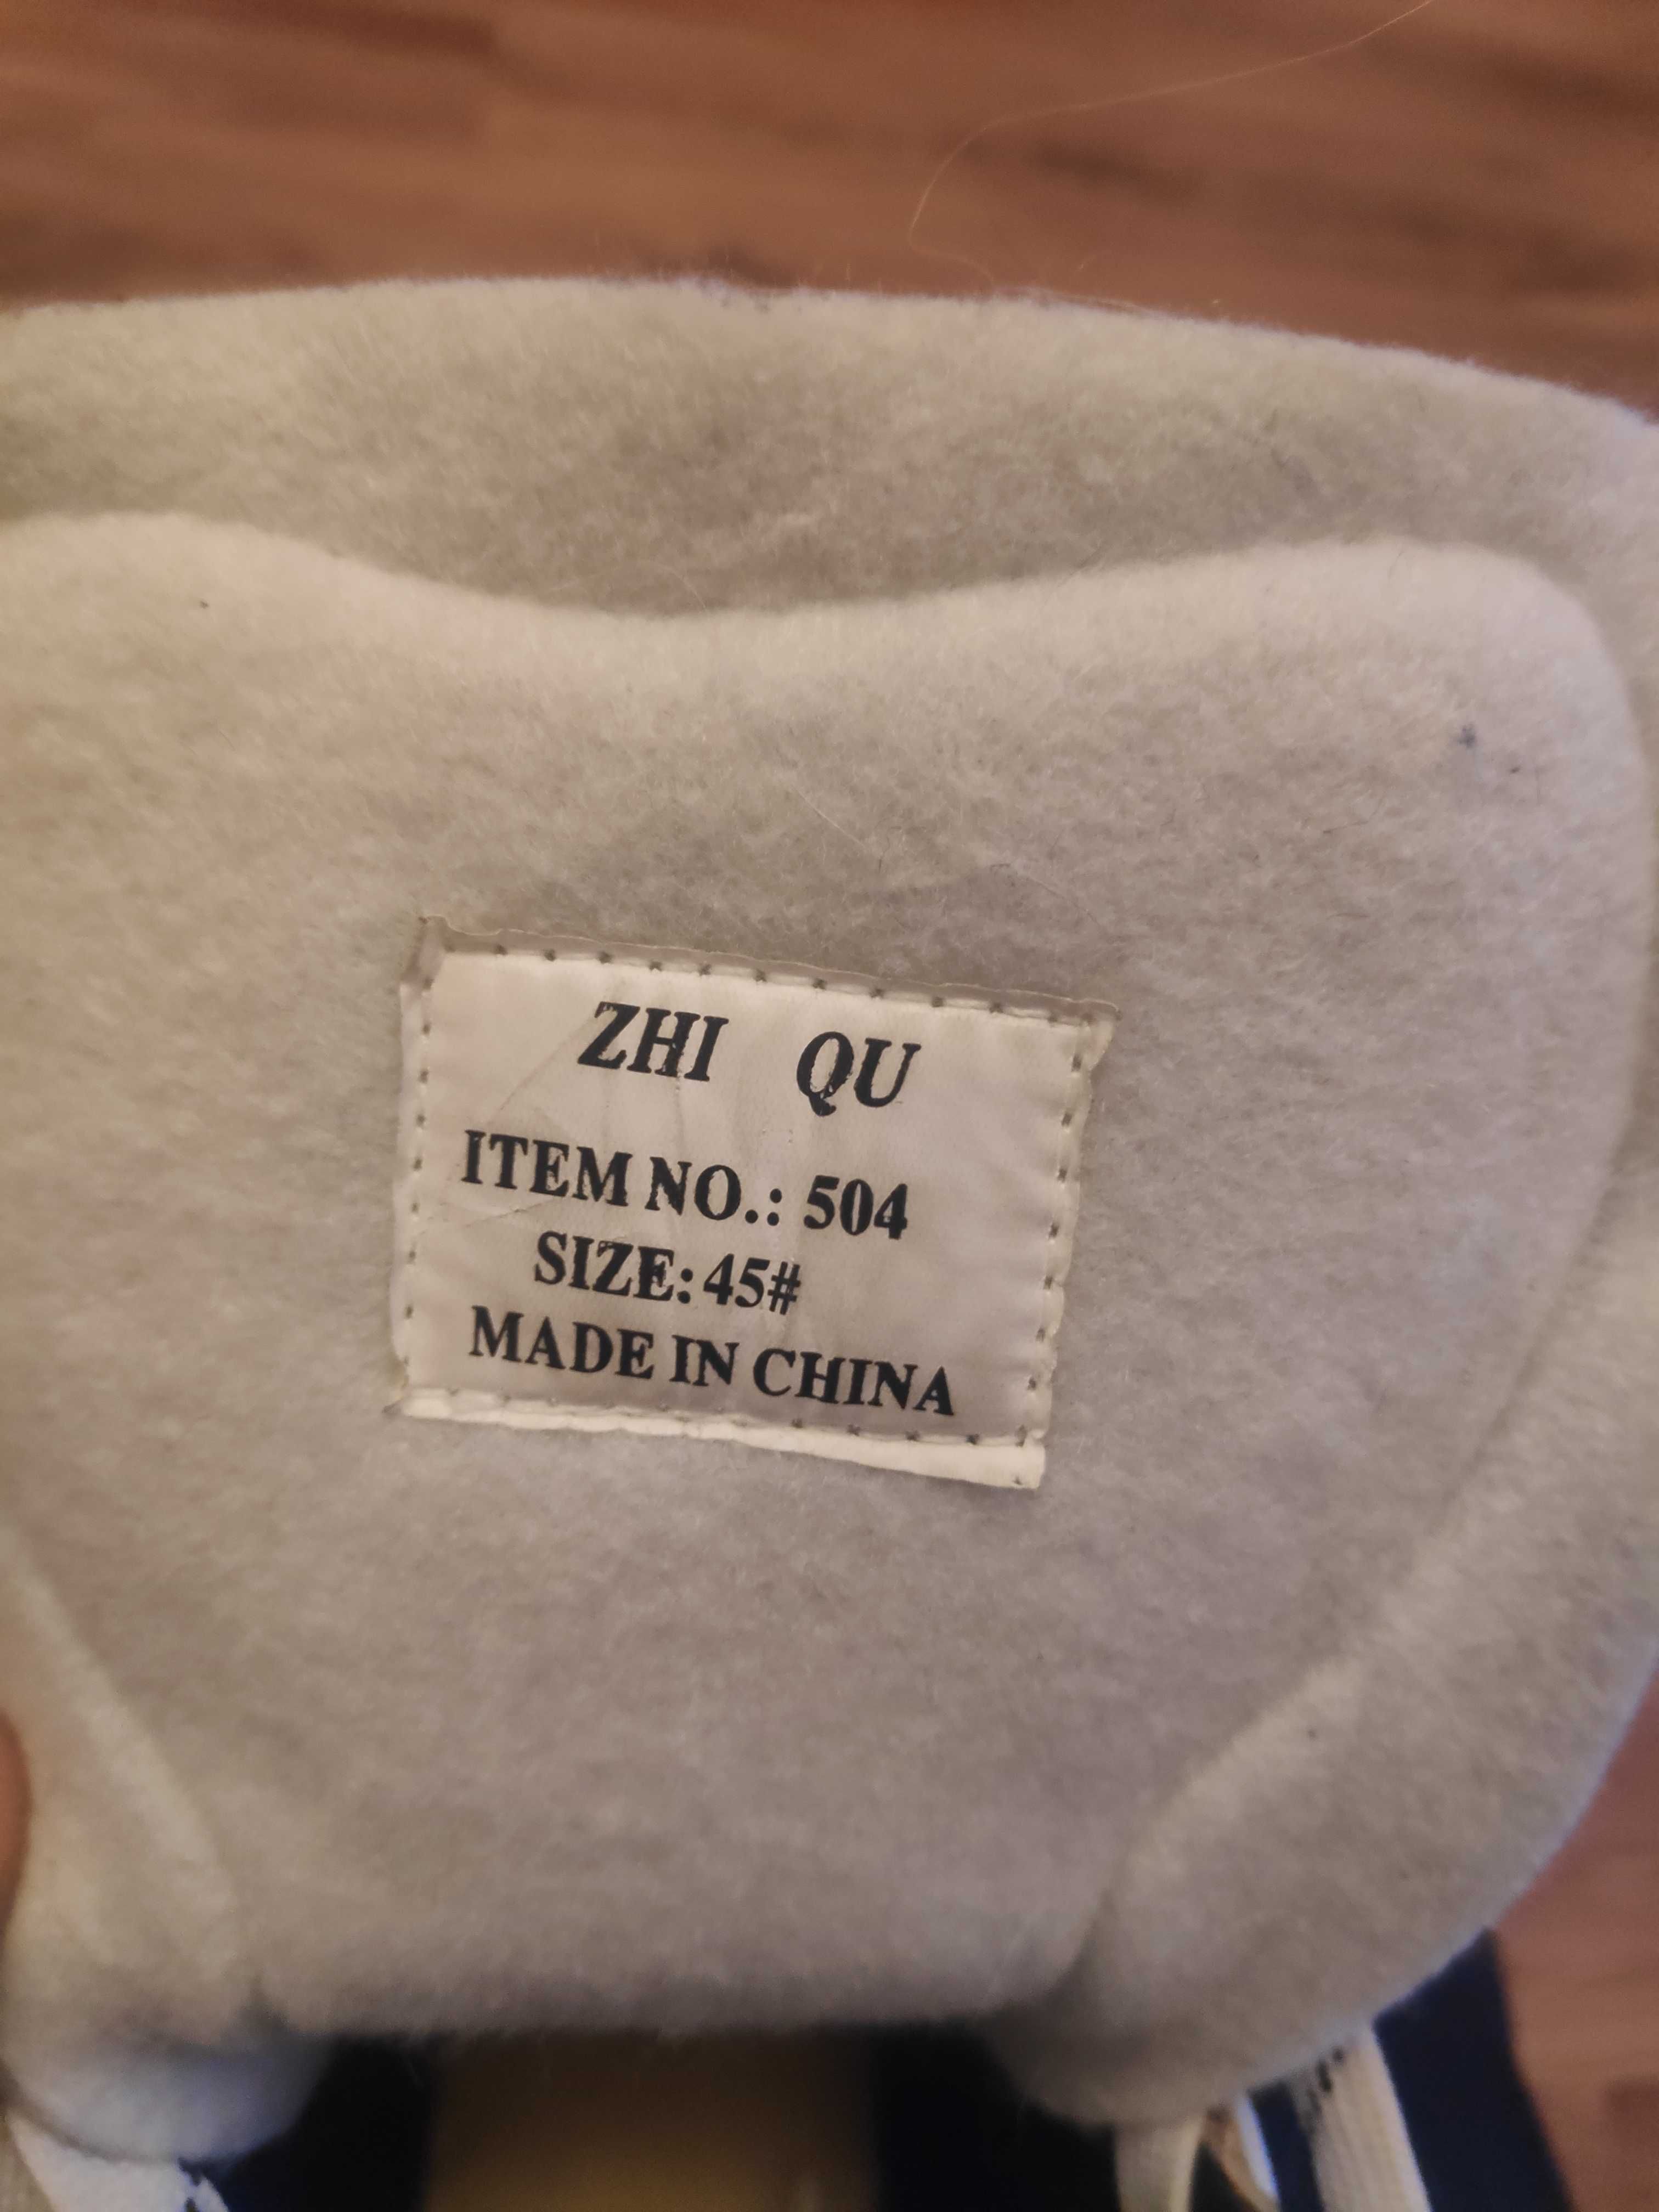 ZHI QU
ITEM NO.: 504
SIZE: 45#
MADE IN CHINA